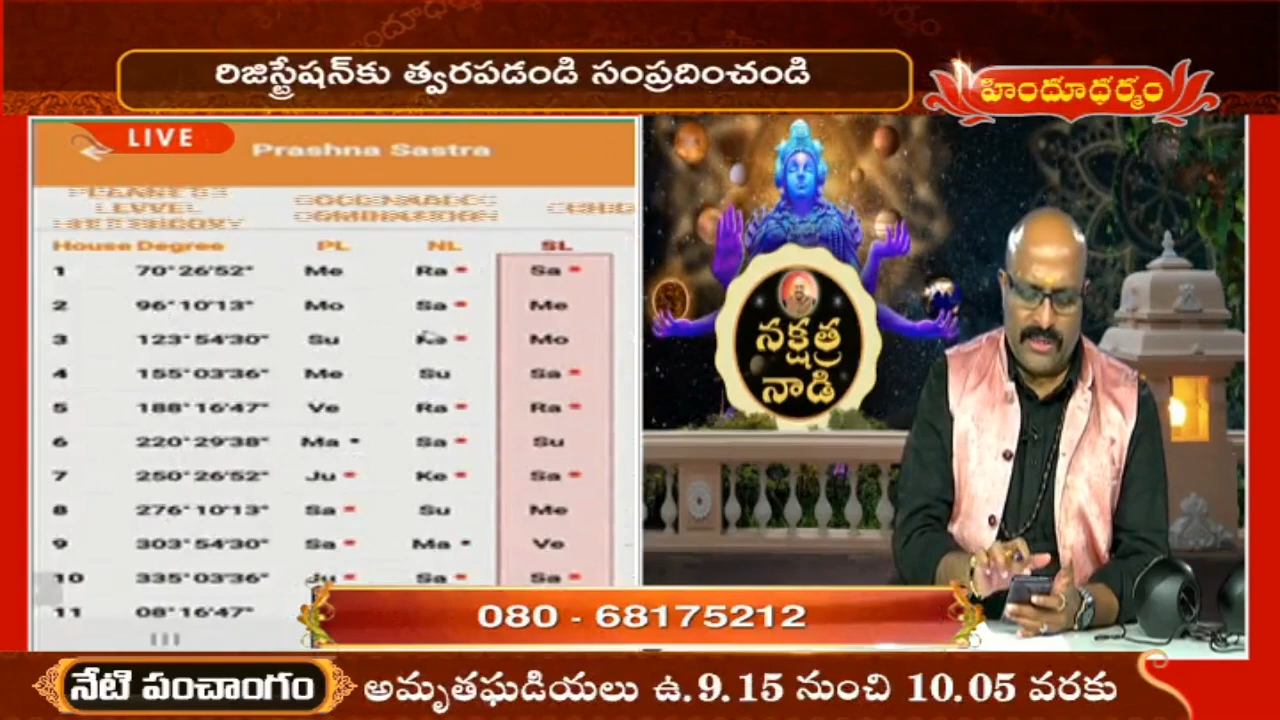 రిజిస్ట్రేషన్‌కు త్వరపడండి సంప్రదించండి
హిందూధర్మం
LIVE
Prashna Sastra
House Degree PL NL SL
1 70°26'52" Me Ra Sa
2 96°10'13" Mo Sa Me
3 123°54'30" Su Ke Mo
4 155°03'36" Me Su Sa
5 188°16'47" Ve Ra Ra
6 220°29'38" Ma Sa Su
7 250°26'52" Ju Ke Sa
8 276°10'13" Sa Su Me
9 303°54'30" Sa Ma Ve
10 335°03'36" Ju Sa Sa
11 08°16'47"
నక్షత్ర
నాడి
080 - 68175212
నేటి పంచాంగం
అమృతఘడియలు ఉ.9.15 నుంచి 10.05 వరకు